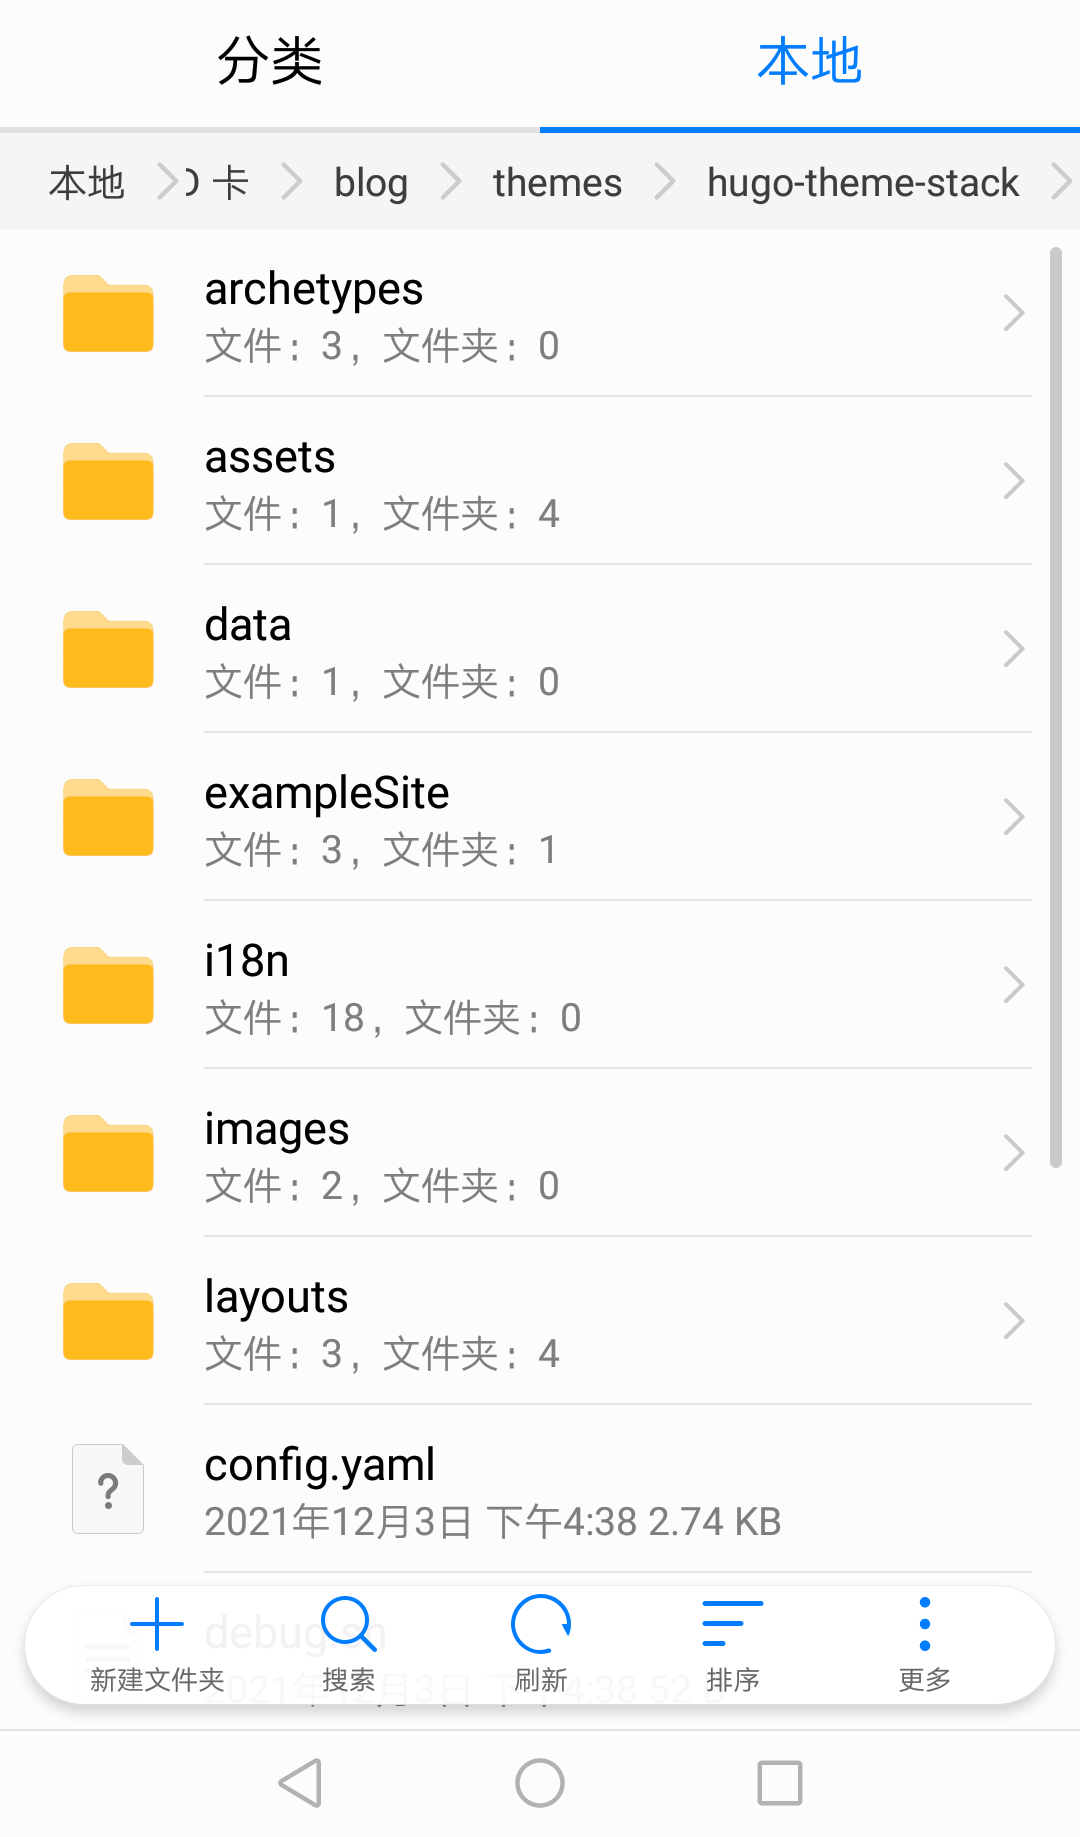 分类 本地
本地 卡 blog themes hugo-theme-stack
archetypes
文件：3，文件夹：0
assets
文件：1，文件夹：4
data
文件：1，文件夹：0
exampleSite
文件：3，文件夹：1
i18n
文件：18，文件夹：0
images
文件：2，文件夹：0
layouts
文件：3，文件夹：4
?
config.yaml
2021年12月3日 下午4:38 2.74 KB
debug.sh
2021年12月3日 下午4:38 52 B
新建文件夹 搜索 刷新 排序 更多